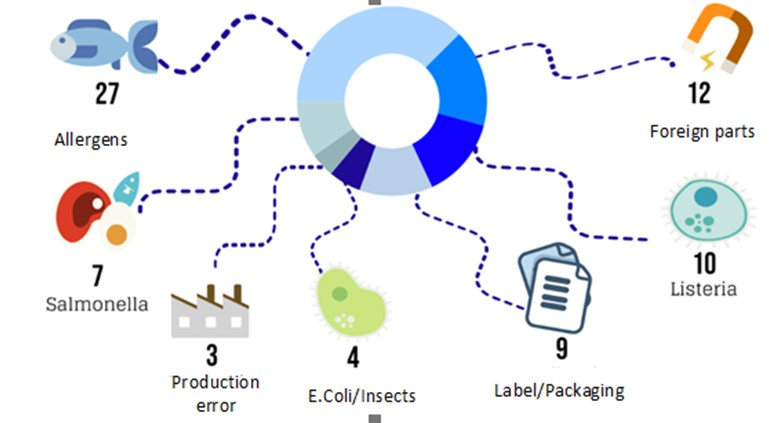 27
Allergens
12
Foreign parts
7
Salmonella
10
Listeria
3
Production
error
4
E.Coli/Insects
9
Label/Packaging